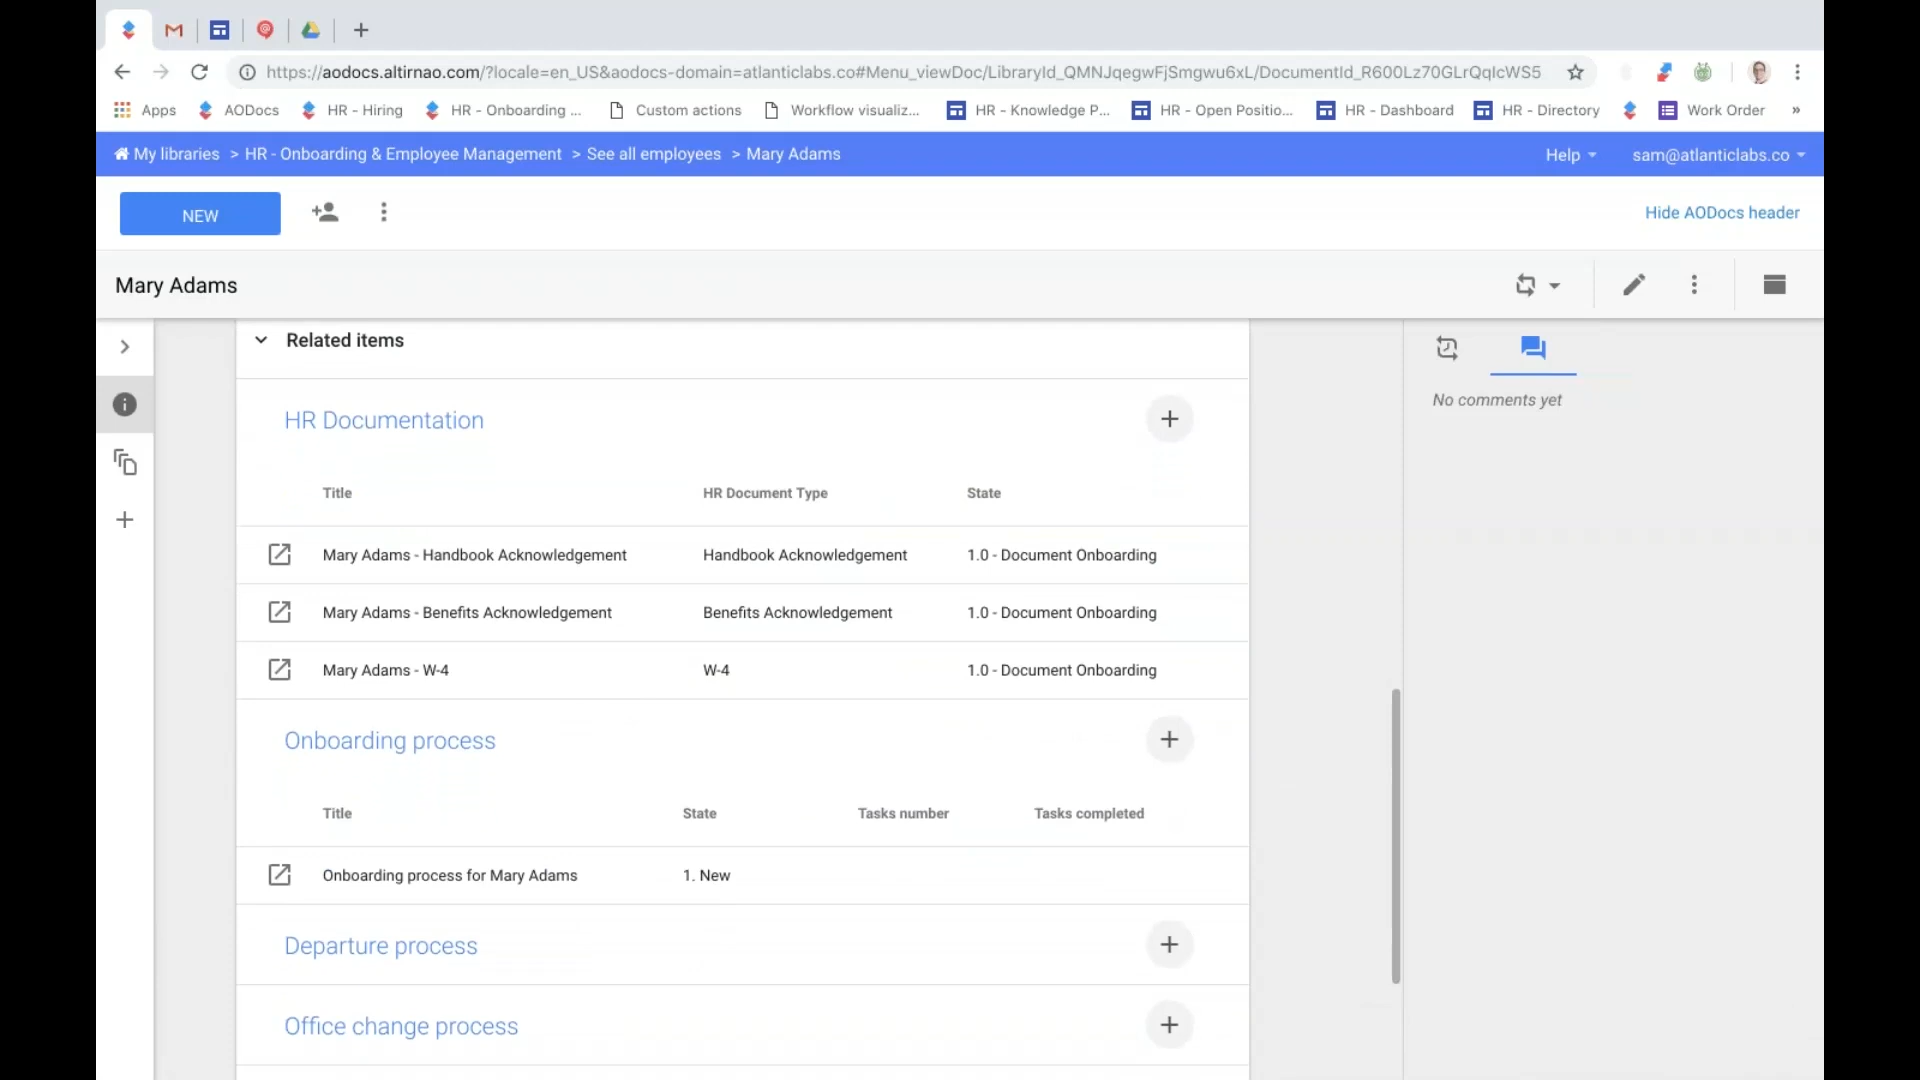 https://aodocs.altirnao.com/?locale=en_US&aodocs-domain=atlanticlabs.co#Menu_viewDoc/LibraryId_QMNJqegwFjSmgwu6xL/DocumentId_R600Lz70GLrQqIcWS5
Apps AODocs HR - Hiring HR - Onboarding ... Custom actions Workflow visualiz... HR - Knowledge P... HR - Open Positio... HR - Dashboard HR - Directory Work Order »
My libraries > HR - Onboarding & Employee Management > See all employees > Mary Adams Help sam@atlanticlabs.co
NEW Hide AODocs header
Mary Adams
Related items
No comments yet
HR Documentation
Title HR Document Type State
Mary Adams - Handbook Acknowledgement Handbook Acknowledgement 1.0 - Document Onboarding
Mary Adams - Benefits Acknowledgement Benefits Acknowledgement 1.0 - Document Onboarding
Mary Adams - W-4 W-4 1.0 - Document Onboarding
Onboarding process
Title State Tasks number Tasks completed
Onboarding process for Mary Adams 1. New
Departure process
Office change process